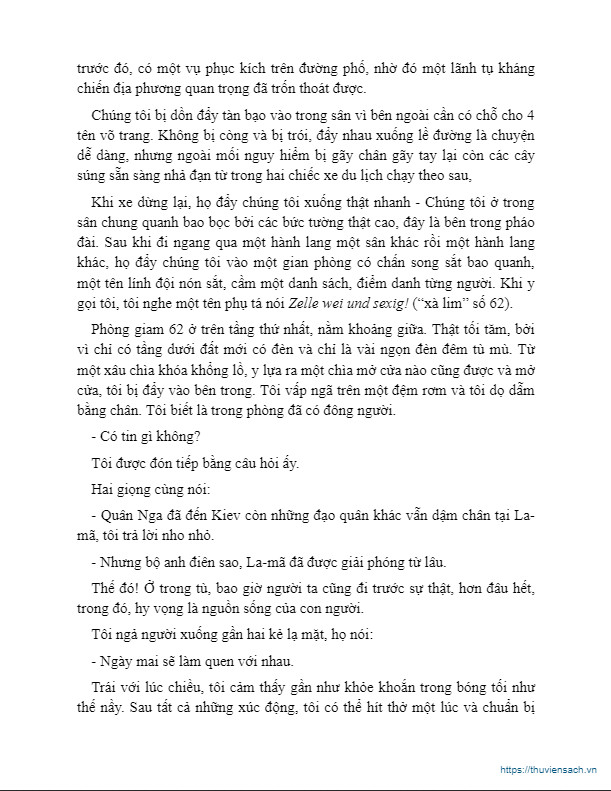 trước đó, có một vụ phục kích trên đường phố, nhờ đó một lãnh tụ kháng
chiến địa phương quan trọng đã trốn thoát được.
Chúng tôi bị dồn đẩy tàn bạo vào trong sân vì bên ngoài cần có chỗ cho 4
tên võ trang. Không bị còng và bị trói, đẩy nhau xuống lề đường là chuyện
dễ dàng, nhưng ngoài mối nguy hiểm bị gãy chân gãy tay lại còn các cây
súng sẵn sàng nhả đạn từ trong hai chiếc xe du lịch chạy theo sau,
Khi xe dừng lại, họ đẩy chúng tôi xuống thật nhanh - Chúng tôi ở trong
sân chung quanh bao bọc bởi các bức tường thật cao, đây là bên trong pháo
đài. Sau khi đi ngang qua một hành lang một sân khác rồi một hành lang
khác, họ đẩy chúng tôi vào một gian phòng có chấn song sắt bao quanh,
một tên lính đội nón sắt, cầm một danh sách, điểm danh từng người. Khi y
gọi tôi, tôi nghe một tên phụ tá nói Zelle wei und sexig! (“xà lim” số 62).
Phòng giam 62 ở trên tầng thứ nhất, nằm khoảng giữa. Thật tối tăm, bởi
vì chỉ có tầng dưới đất mới có đèn và chỉ là vài ngọn đèn đêm tù mù. Từ
một xâu chìa khóa khổng lồ, y lựa ra một chìa mở cửa nào cũng được và mở
cửa, tôi bị đẩy vào bên trong. Tôi vấp ngã trên một đệm rơm và tôi dọ dẫm
bằng chân. Tôi biết là trong phòng đã có đông người.
- Có tin gì không?
Tôi được đón tiếp bằng câu hỏi ấy.
Hai giọng cùng nói:
- Quân Nga đã đến Kiev còn những đạo quân khác vẫn dậm chân tại La-
mã, tôi trả lời nho nhỏ.
- Nhưng bộ anh điên sao, La-mã đã được giải phóng từ lâu.
Thế đó! Ở trong tù, bao giờ người ta cũng đi trước sự thật, hơn đâu hết,
trong đó, hy vọng là nguồn sống của con người.
Tôi ngả người xuống gần hai kẻ lạ mặt, họ nói:
- Ngày mai sẽ làm quen với nhau.
Trái với lúc chiều, tôi cảm thấy gần như khỏe khoắn trong bóng tối như
thế nầy. Sau tất cả những xúc động, tôi có thể hít thở một lúc và chuẩn bị
https://thuviensach.vn